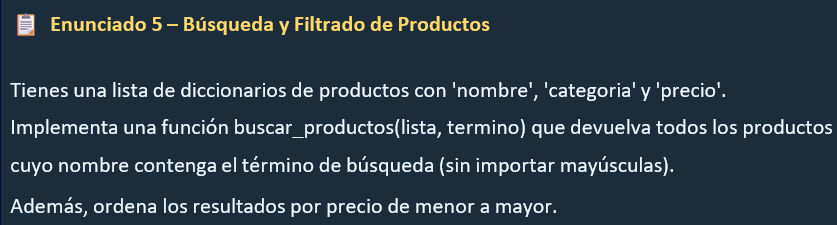 📋 Enunciado 5 – Búsqueda y Filtrado de Productos
Tienes una lista de diccionarios de productos con 'nombre', 'categoria' y 'precio'.
Implementa una función buscar_productos(lista, termino) que devuelva todos los productos
cuyo nombre contenga el término de búsqueda (sin importar mayúsculas).
Además, ordena los resultados por precio de menor a mayor.